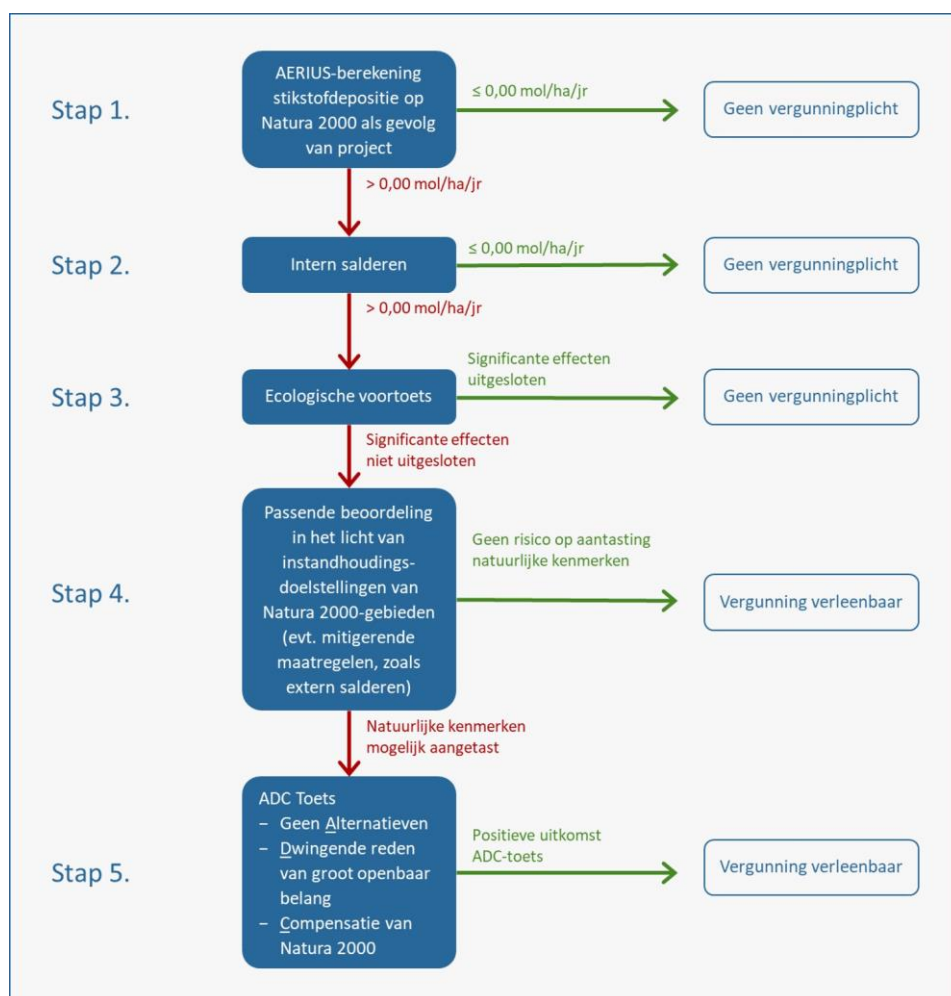 Stap 1.
AERIUS-berekening
stikstofdepositie op
Natura 2000 als gevolg
van project
≤ 0,00 mol/ha/jr
Geen vergunningplicht
> 0,00 mol/ha/jr
Stap 2.
Intern salderen
≤ 0,00 mol/ha/jr
Geen vergunningplicht
> 0,00 mol/ha/jr
Stap 3.
Ecologische voortoets
Significante effecten
uitgesloten
Geen vergunningplicht
Significante effecten
niet uitgesloten
Stap 4.
Passende beoordeling
in het licht van
instandhoudings-
doelstellingen van
Natura 2000-gebieden
(evt. mitigerende
maatregelen, zoals
extern salderen)
Geen risico op aantasting
natuurlijke kenmerken
Vergunning verleenbaar
Natuurlijke kenmerken
mogelijk aangetast
Stap 5.
ADC Toets
– Geen Alternatieven
– Dwingende reden
van groot openbaar
belang
– Compensatie van
Natura 2000
Positieve uitkomst
ADC-toets
Vergunning verleenbaar